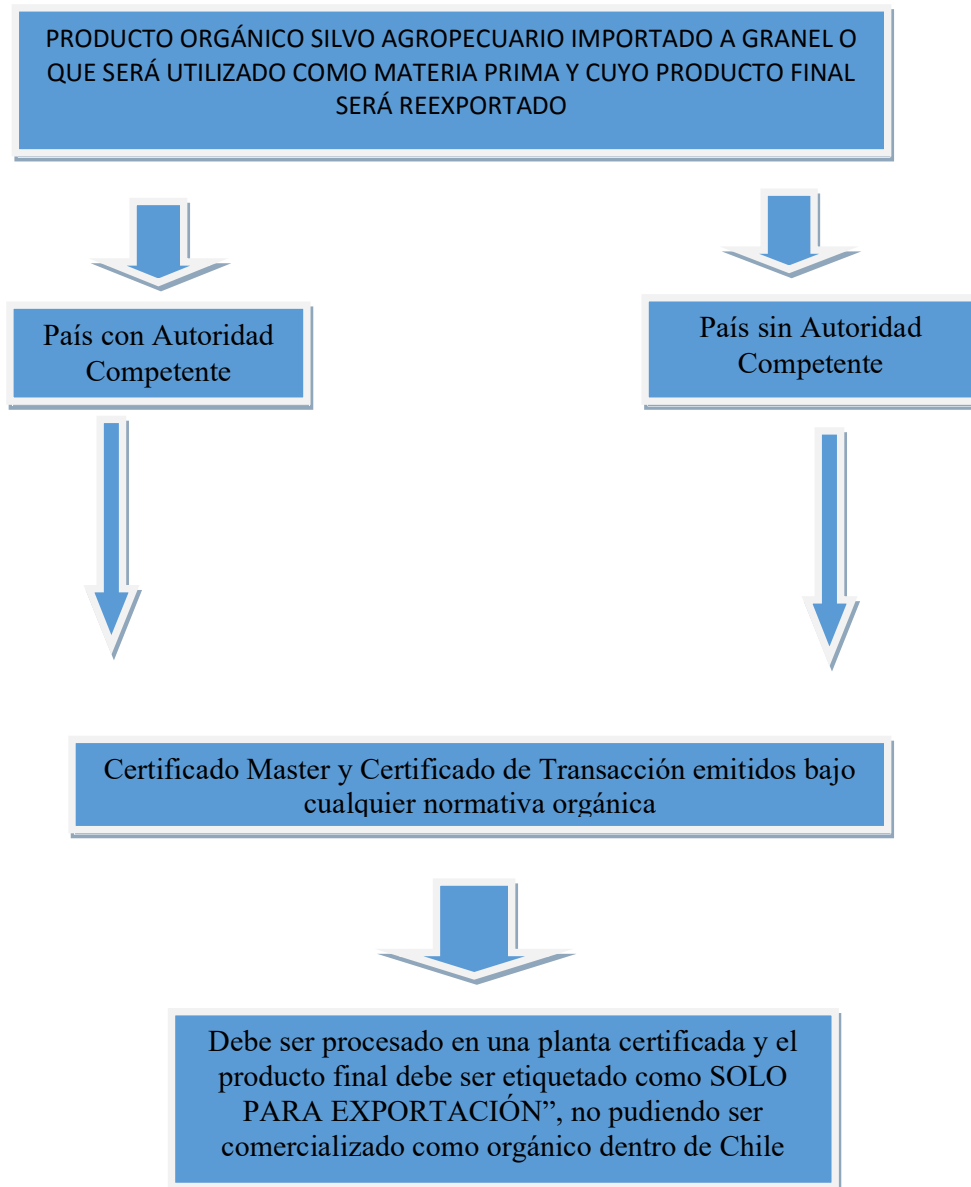 PRODUCTO ORGÁNICO SILVO AGROPECUARIO IMPORTADO A GRANEL O
QUE SERÁ UTILIZADO COMO MATERIA PRIMA Y CUYO PRODUCTO FINAL
SERÁ REEXPORTADO
País con Autoridad
Competente
País sin Autoridad
Competente
Certificado Master y Certificado de Transacción emitidos bajo
cualquier normativa orgánica
Debe ser procesado en una planta certificada y el
producto final debe ser etiquetado como SOLO
PARA EXPORTACIÓN”, no pudiendo ser
comercializado como orgánico dentro de Chile